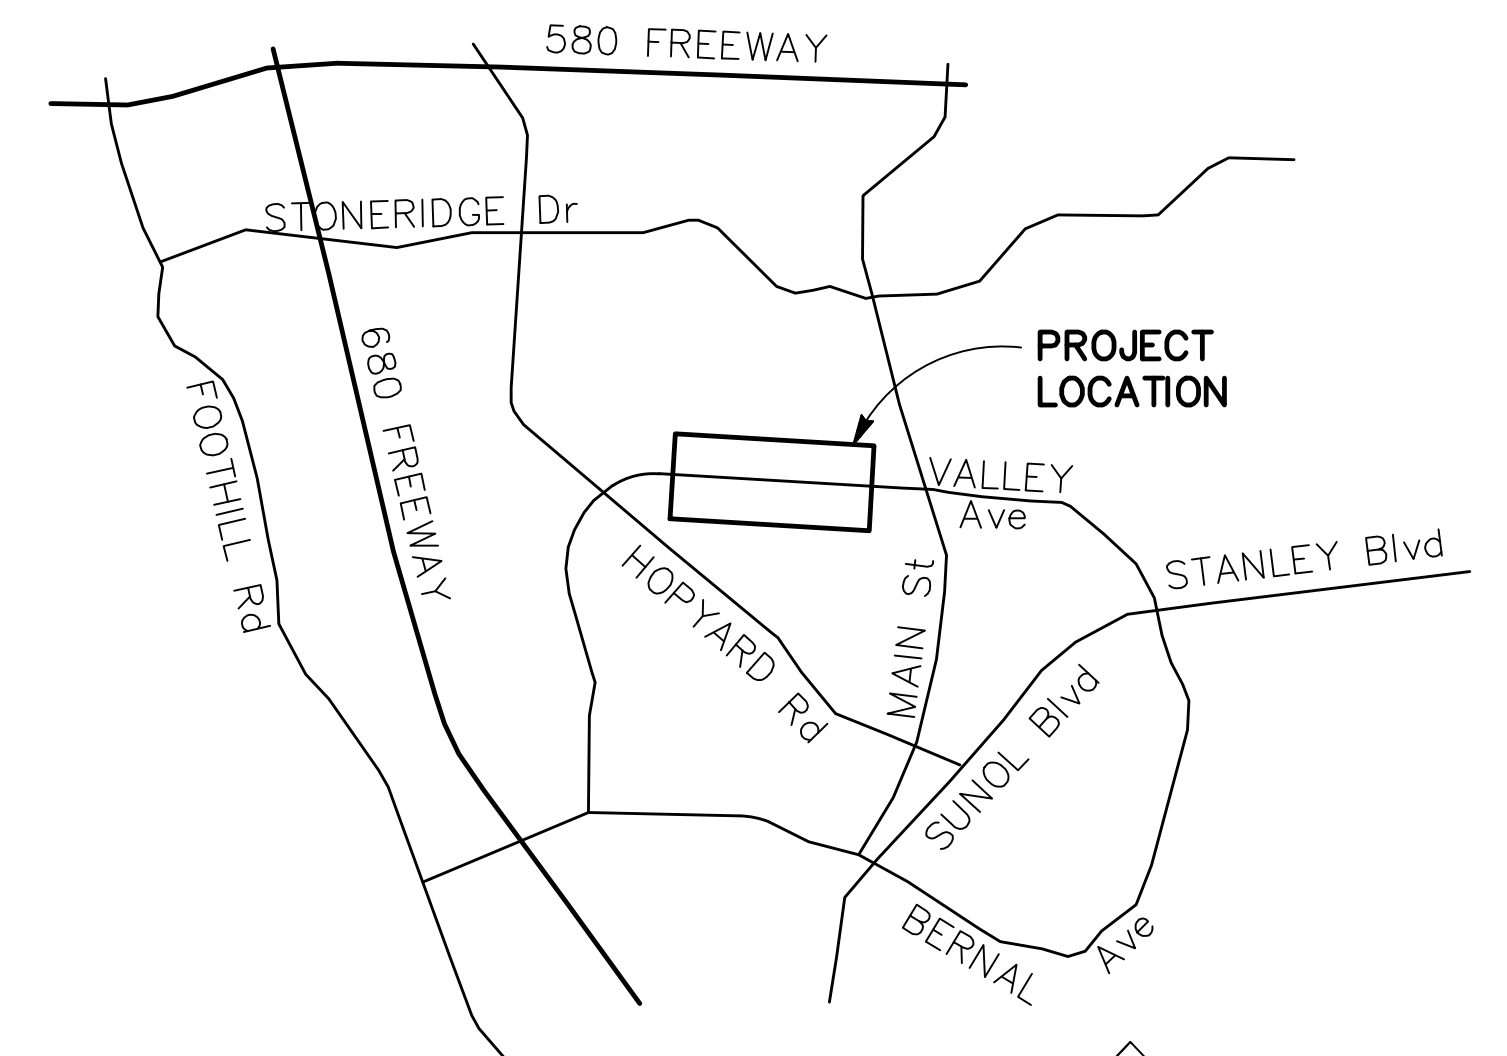 580 FREEWAY
STONERIDGE Dr
680 FREEWAY
PROJECT
LOCATION
FOOTHILL Rd
VALLEY
Ave
STANLEY Blvd
HOPYARD Rd
MAIN St
SUNOL Blvd
BERNAL Ave